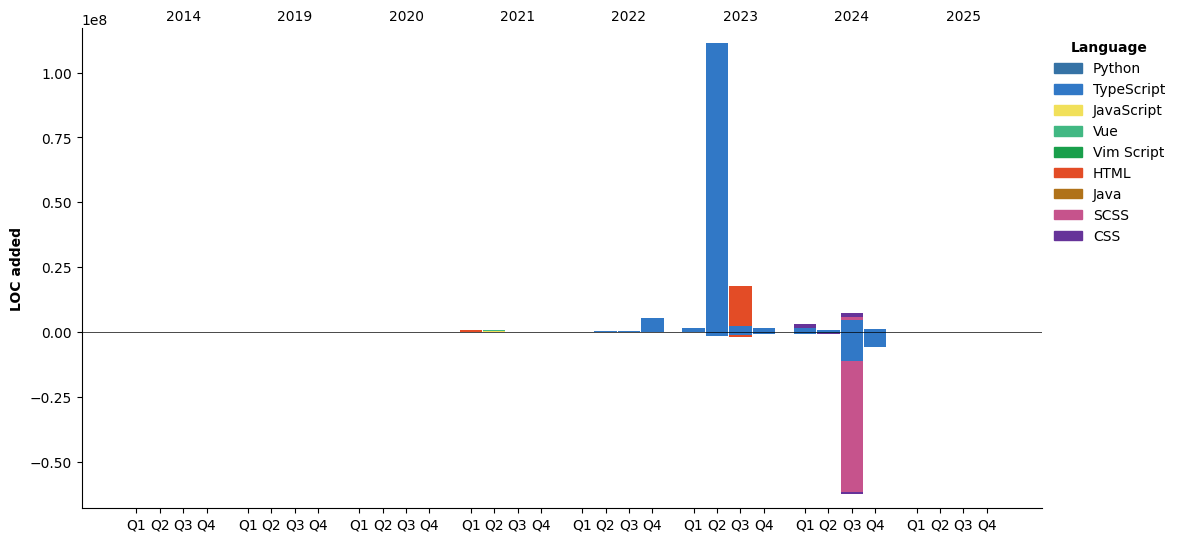 1e8
2014 2019 2020 2021 2022 2023 2024 2025
Language
Python
TypeScript
JavaScript
Vue
Vim Script
HTML
Java
SCSS
CSS
LOC added
1.00
0.75
0.50
0.25
0.00
−0.25
−0.50
Q1 Q2 Q3 Q4 Q1 Q2 Q3 Q4 Q1 Q2 Q3 Q4 Q1 Q2 Q3 Q4 Q1 Q2 Q3 Q4 Q1 Q2 Q3 Q4 Q1 Q2 Q3 Q4 Q1 Q2 Q3 Q4